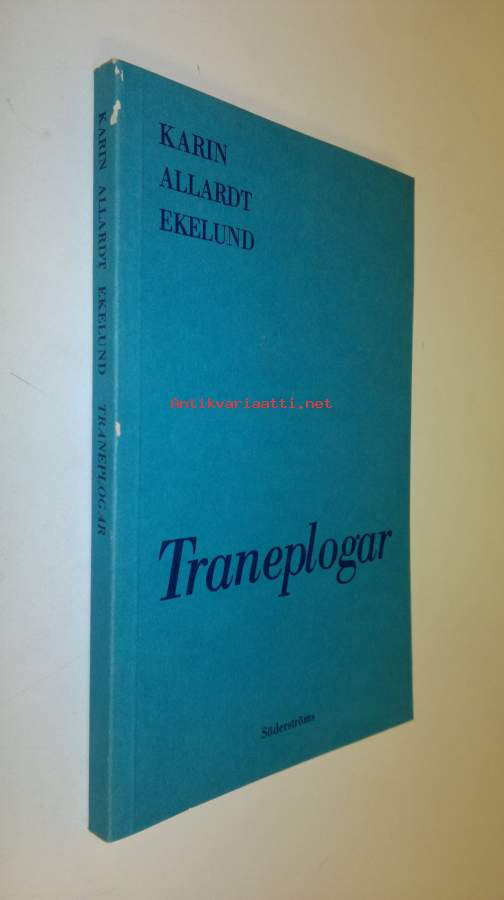 KARIN
ALLARDT
EKELUND
Antikvariaatti.net
Traneplogar
Söderströms
KARIN ALLARDT EKELUND TRANEPLOGAR